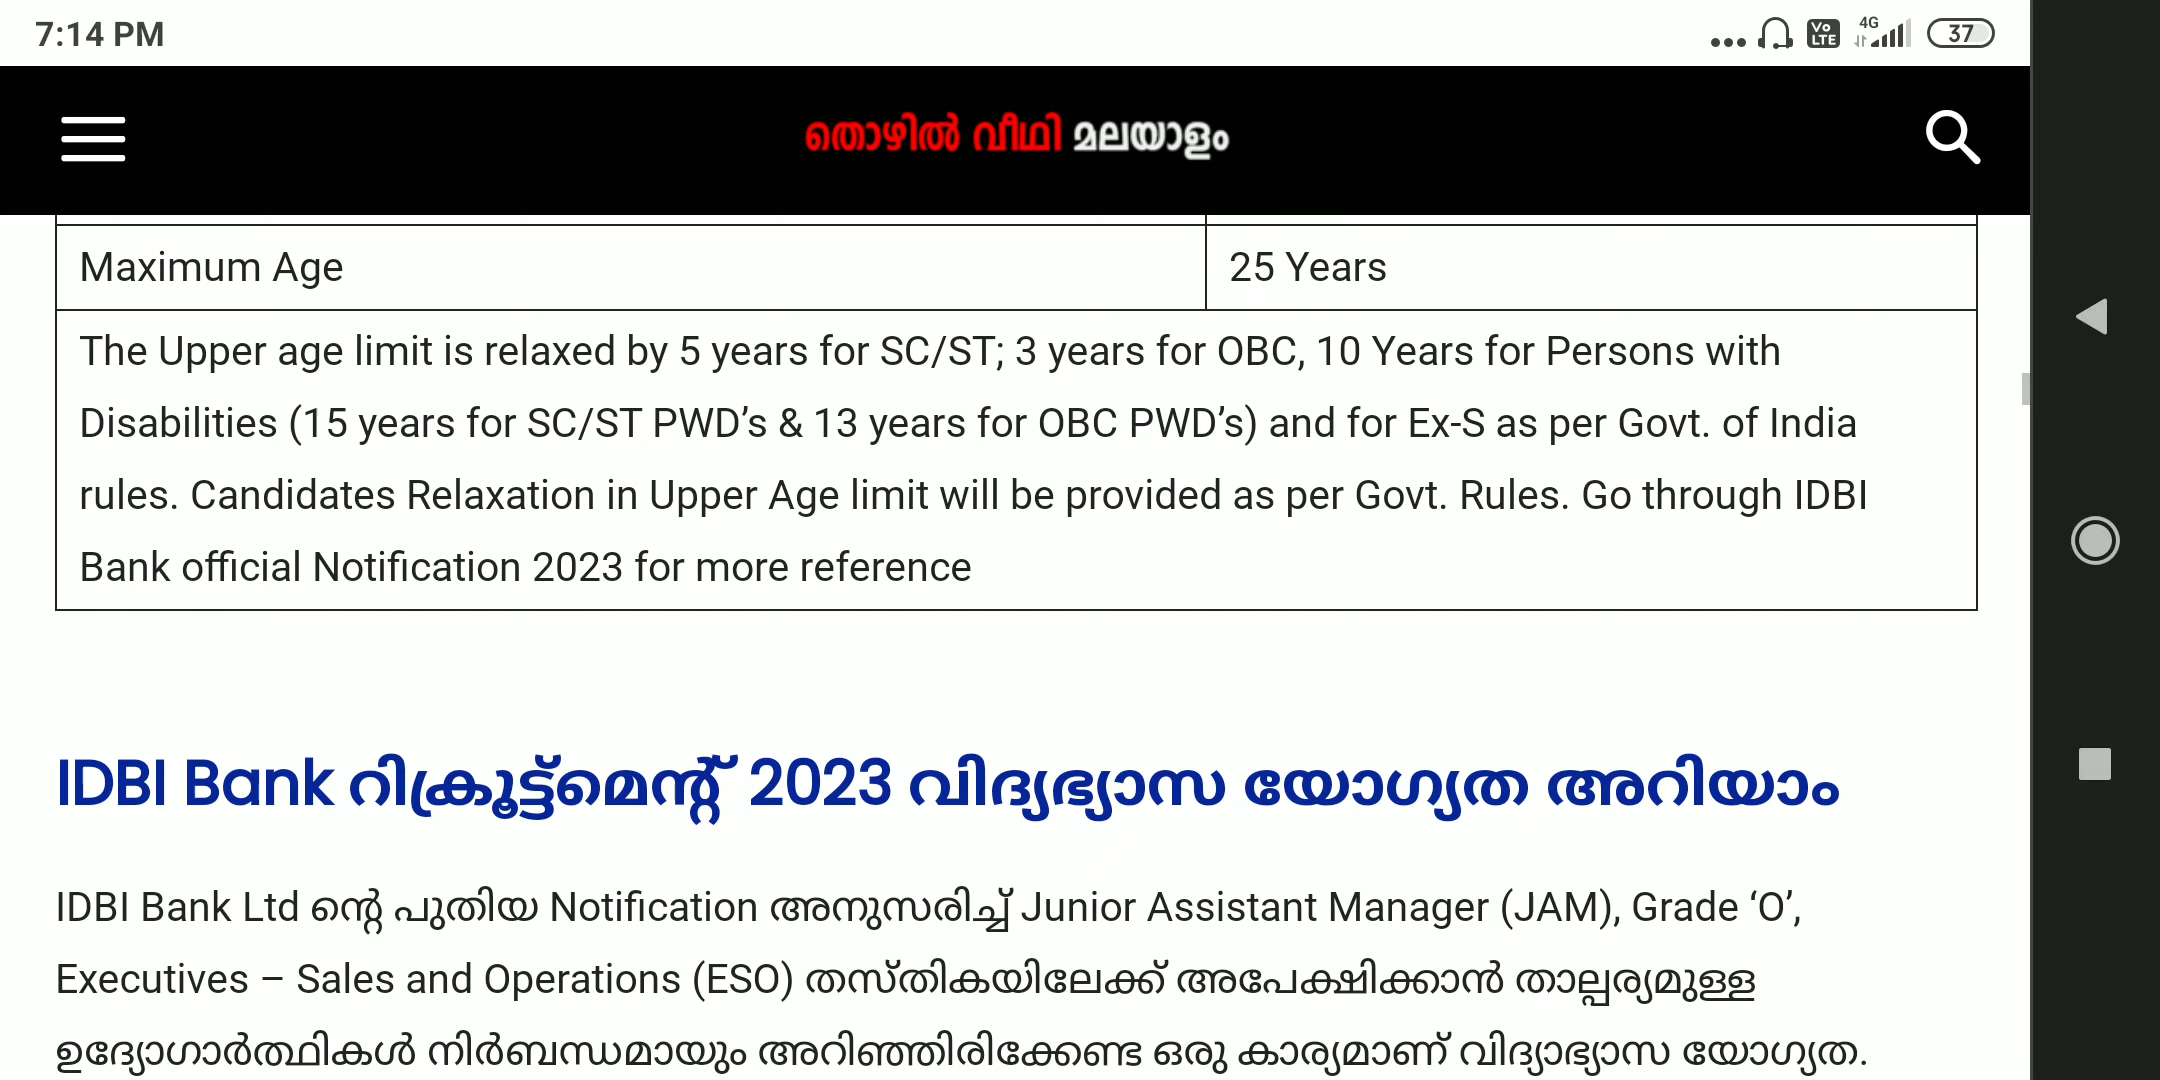 7:14 PM
Vo LTE 4G 37
തൊഴിൽ വീഥി മലയാളം
Maximum Age 25 Years
The Upper age limit is relaxed by 5 years for SC/ST; 3 years for OBC, 10 Years for Persons with
Disabilities (15 years for SC/ST PWD’s & 13 years for OBC PWD’s) and for Ex-S as per Govt. of India
rules. Candidates Relaxation in Upper Age limit will be provided as per Govt. Rules. Go through IDBI
Bank official Notification 2023 for more reference
IDBI Bank റിക്രൂട്ട്മെന്റ് 2023 വിദ്യഭ്യാസ യോഗ്യത അറിയാം
IDBI Bank Ltd ന്റെ പുതിയ Notification അനുസരിച്ച് Junior Assistant Manager (JAM), Grade ‘O’,
Executives – Sales and Operations (ESO) തസ്തികയിലേക്ക് അപേക്ഷിക്കാൻ താല്പര്യമുള്ള
ഉദ്യോഗാർത്ഥികൾ നിർബന്ധമായും അറിഞ്ഞിരിക്കേണ്ട ഒരു കാര്യമാണ് വിദ്യാഭ്യാസ യോഗ്യത.